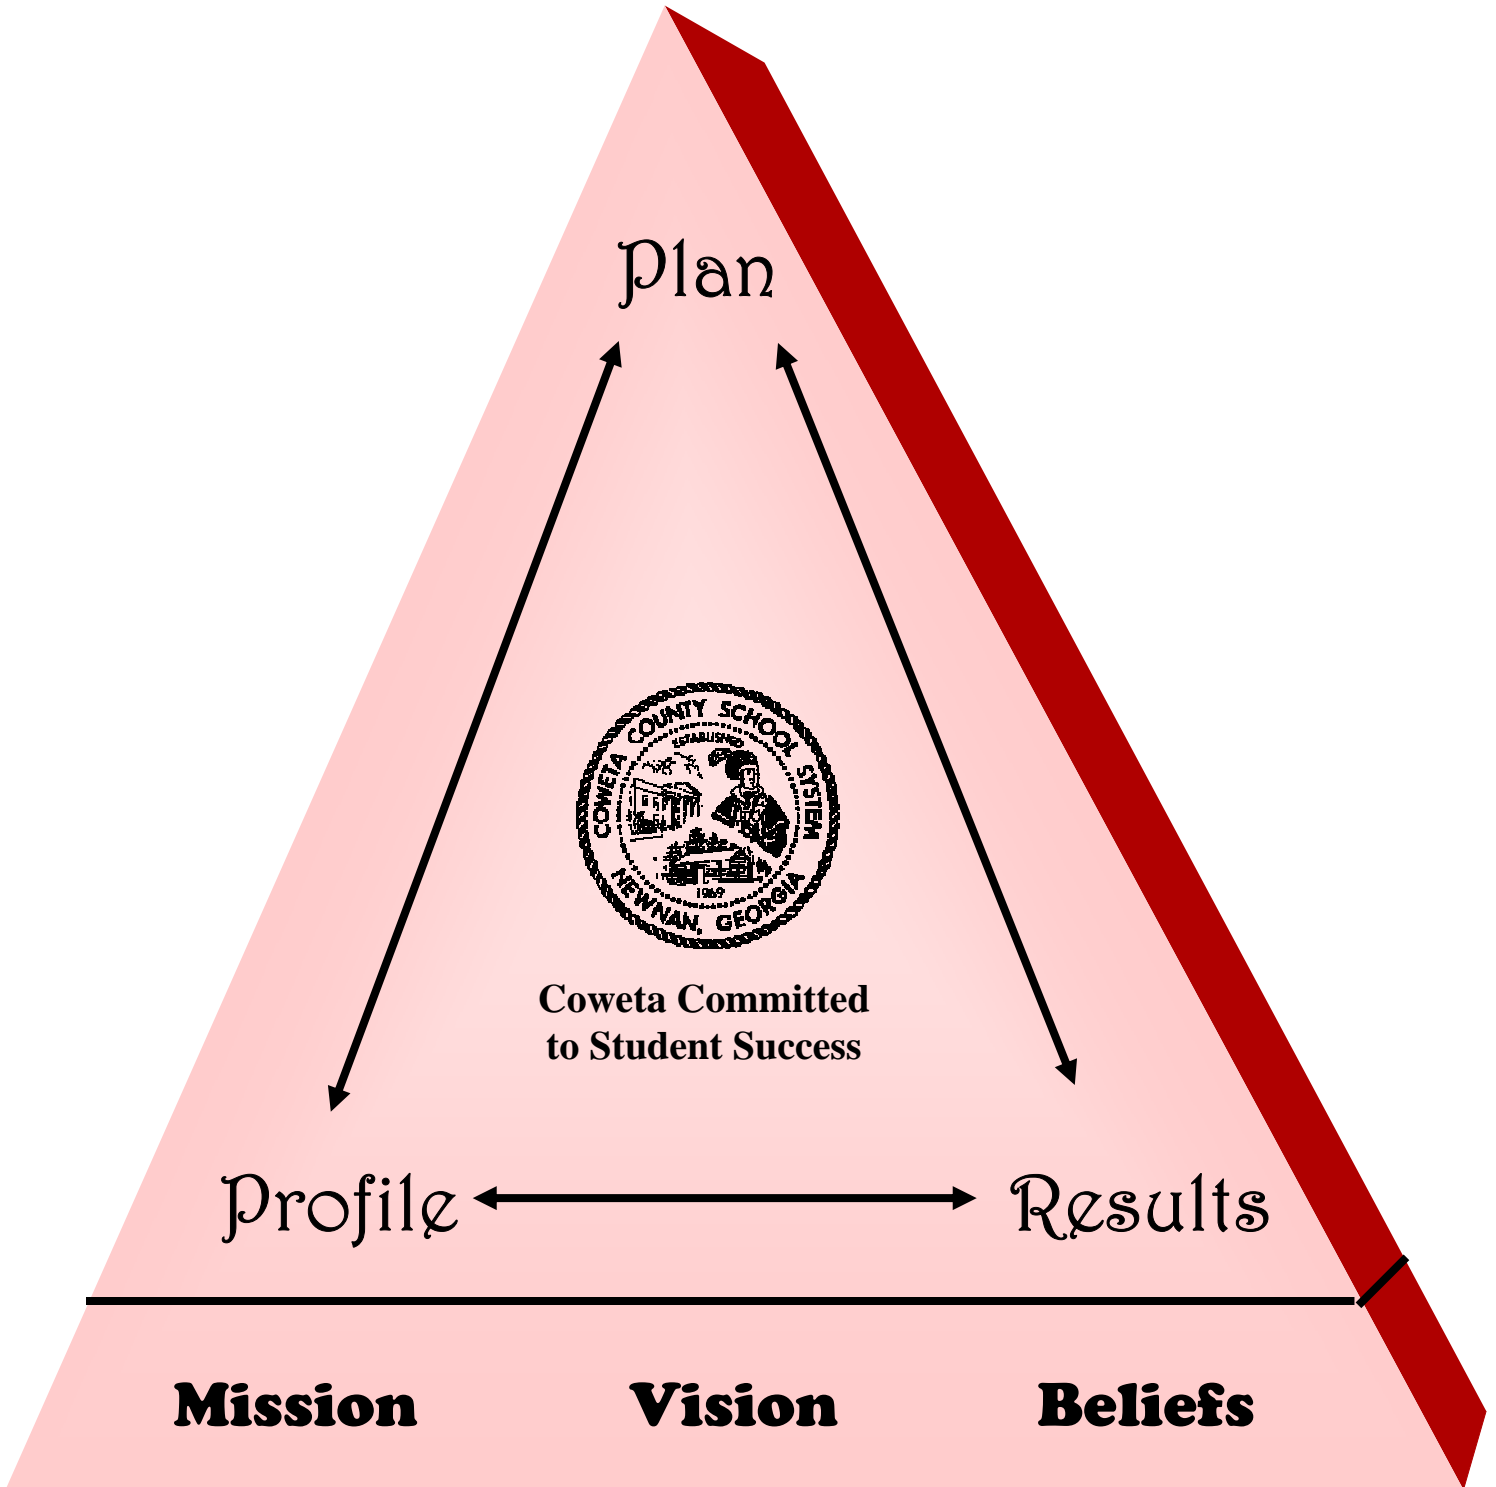 Plan
COWETA COUNTY SCHOOL SYSTEM
ESTABLISHED
1969
NEWNAN, GEORGIA
Coweta Committed
to Student Success
Profile
Results
Mission
Vision
Beliefs